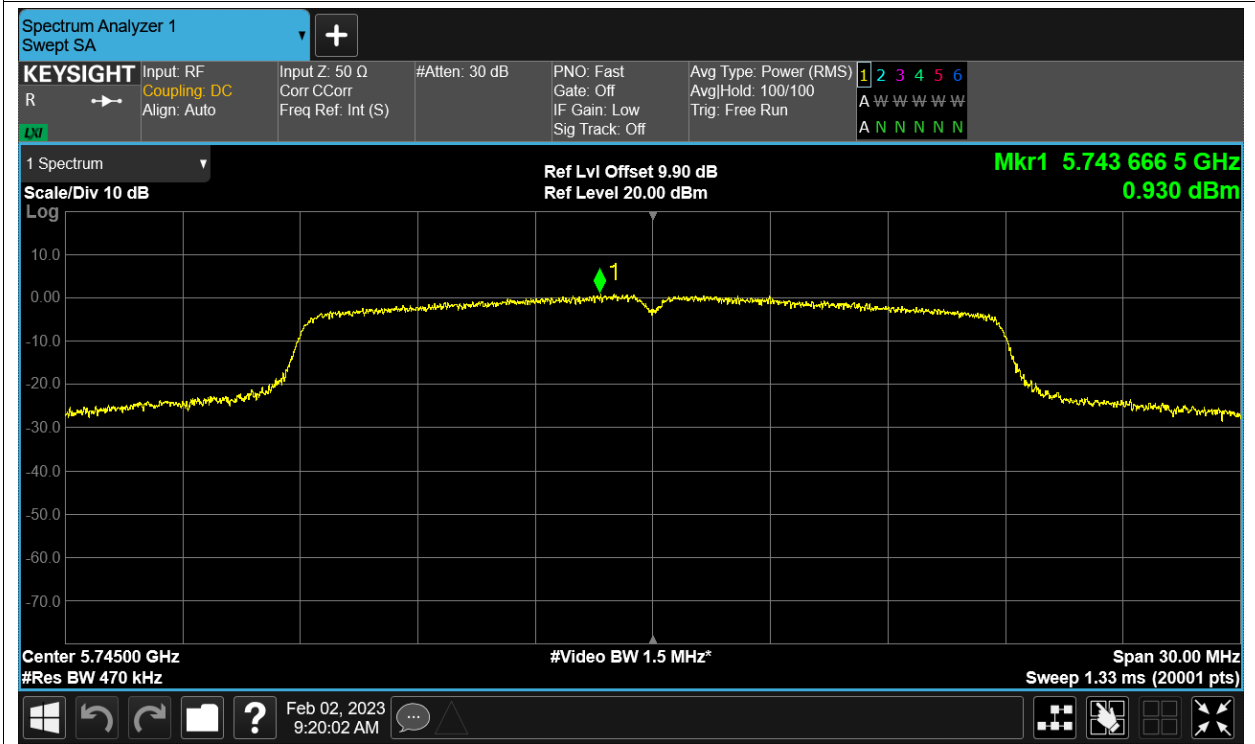 Spectrum Analyzer 1
Swept SA
KEYSIGHT
R
LXI
Input: RF
Coupling: DC
Align: Auto
Input Z: 50 Ω
Corr CCorr
Freq Ref: Int (S)
#Atten: 30 dB
PNO: Fast
Gate: Off
IF Gain: Low
Sig Track: Off
Avg Type: Power (RMS)
Avg|Hold: 100/100
Trig: Free Run
1 2 3 4 5 6
A W W W W W
A N N N N N
1 Spectrum
Scale/Div 10 dB
Log
Ref Lvl Offset 9.90 dB
Ref Level 20.00 dBm
Mkr1 5.743 666 5 GHz
0.930 dBm
10.0
0.00
-10.0
-20.0
-30.0
-40.0
-50.0
-60.0
-70.0
1
Center 5.74500 GHz
#Res BW 470 kHz
#Video BW 1.5 MHz*
Span 30.00 MHz
Sweep 1.33 ms (20001 pts)
?
Feb 02, 2023
9:20:02 AM